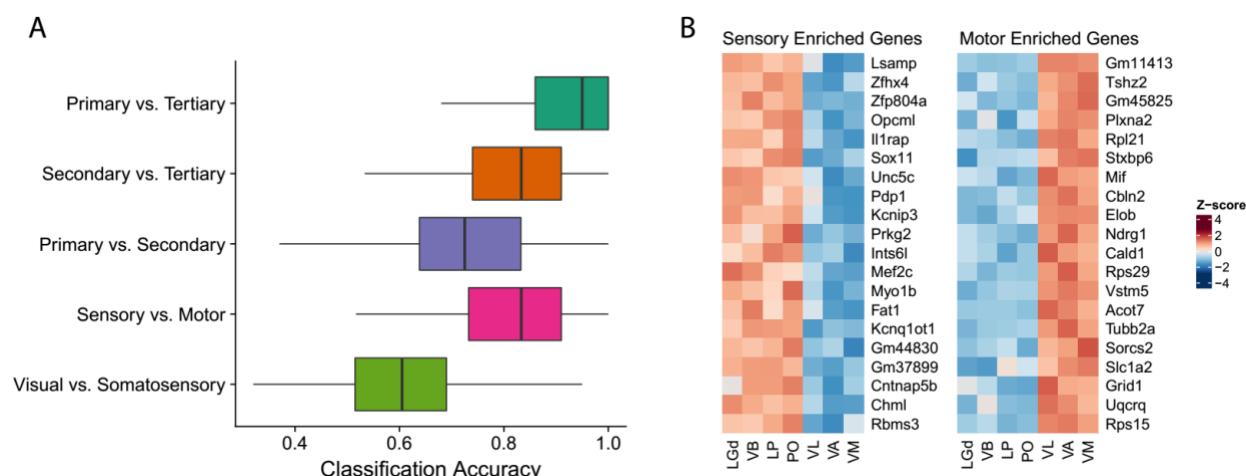 A
Primary vs. Tertiary
Secondary vs. Tertiary
Primary vs. Secondary
Sensory vs. Motor
Visual vs. Somatosensory
0.4 0.6 0.8 1.0
Classification Accuracy
B
Sensory Enriched Genes
Lsamp
Zfhx4
Zfp804a
Opcml
Il1rap
Sox11
Unc5c
Pdp1
Kcnip3
Prkg2
Ints6l
Mef2c
Myo1b
Fat1
Kcnq1ot1
Gm44830
Gm37899
Cntnap5b
Chml
Rbms3
LGd VB LP PO VL VA VM
Motor Enriched Genes
Gm11413
Tshz2
Gm45825
Plxna2
Rpl21
Stxbp6
Mif
Cbln2
Elob
Ndrg1
Cald1
Rps29
Vstm5
Acot7
Tubb2a
Sorcs2
Slc1a2
Grid1
Uqcrq
Rps15
LGd VB LP PO VL VA VM
Z−score
4
2
0
−2
−4